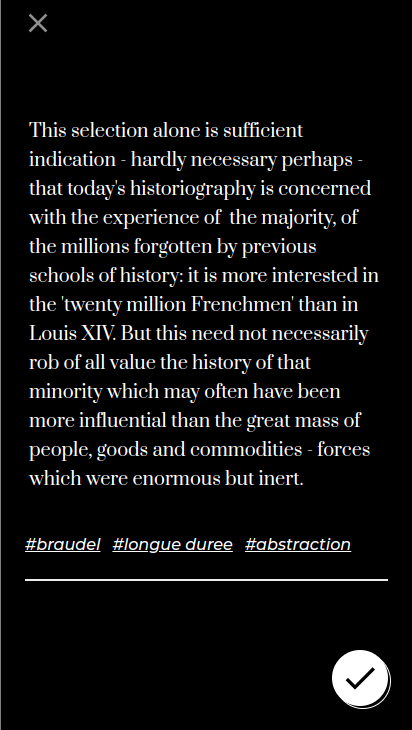 This selection alone is sufficient
indication - hardly necessary perhaps -
that today's historiography is concerned
with the experience of  the majority, of
the millions forgotten by previous
schools of history: it is more interested in
the 'twenty million Frenchmen' than in
Louis XIV. But this need not necessarily
rob of all value the history of that
minority which may often have been
more influential than the great mass of
people, goods and commodities - forces
which were enormous but inert.
#braudel #longue duree #abstraction